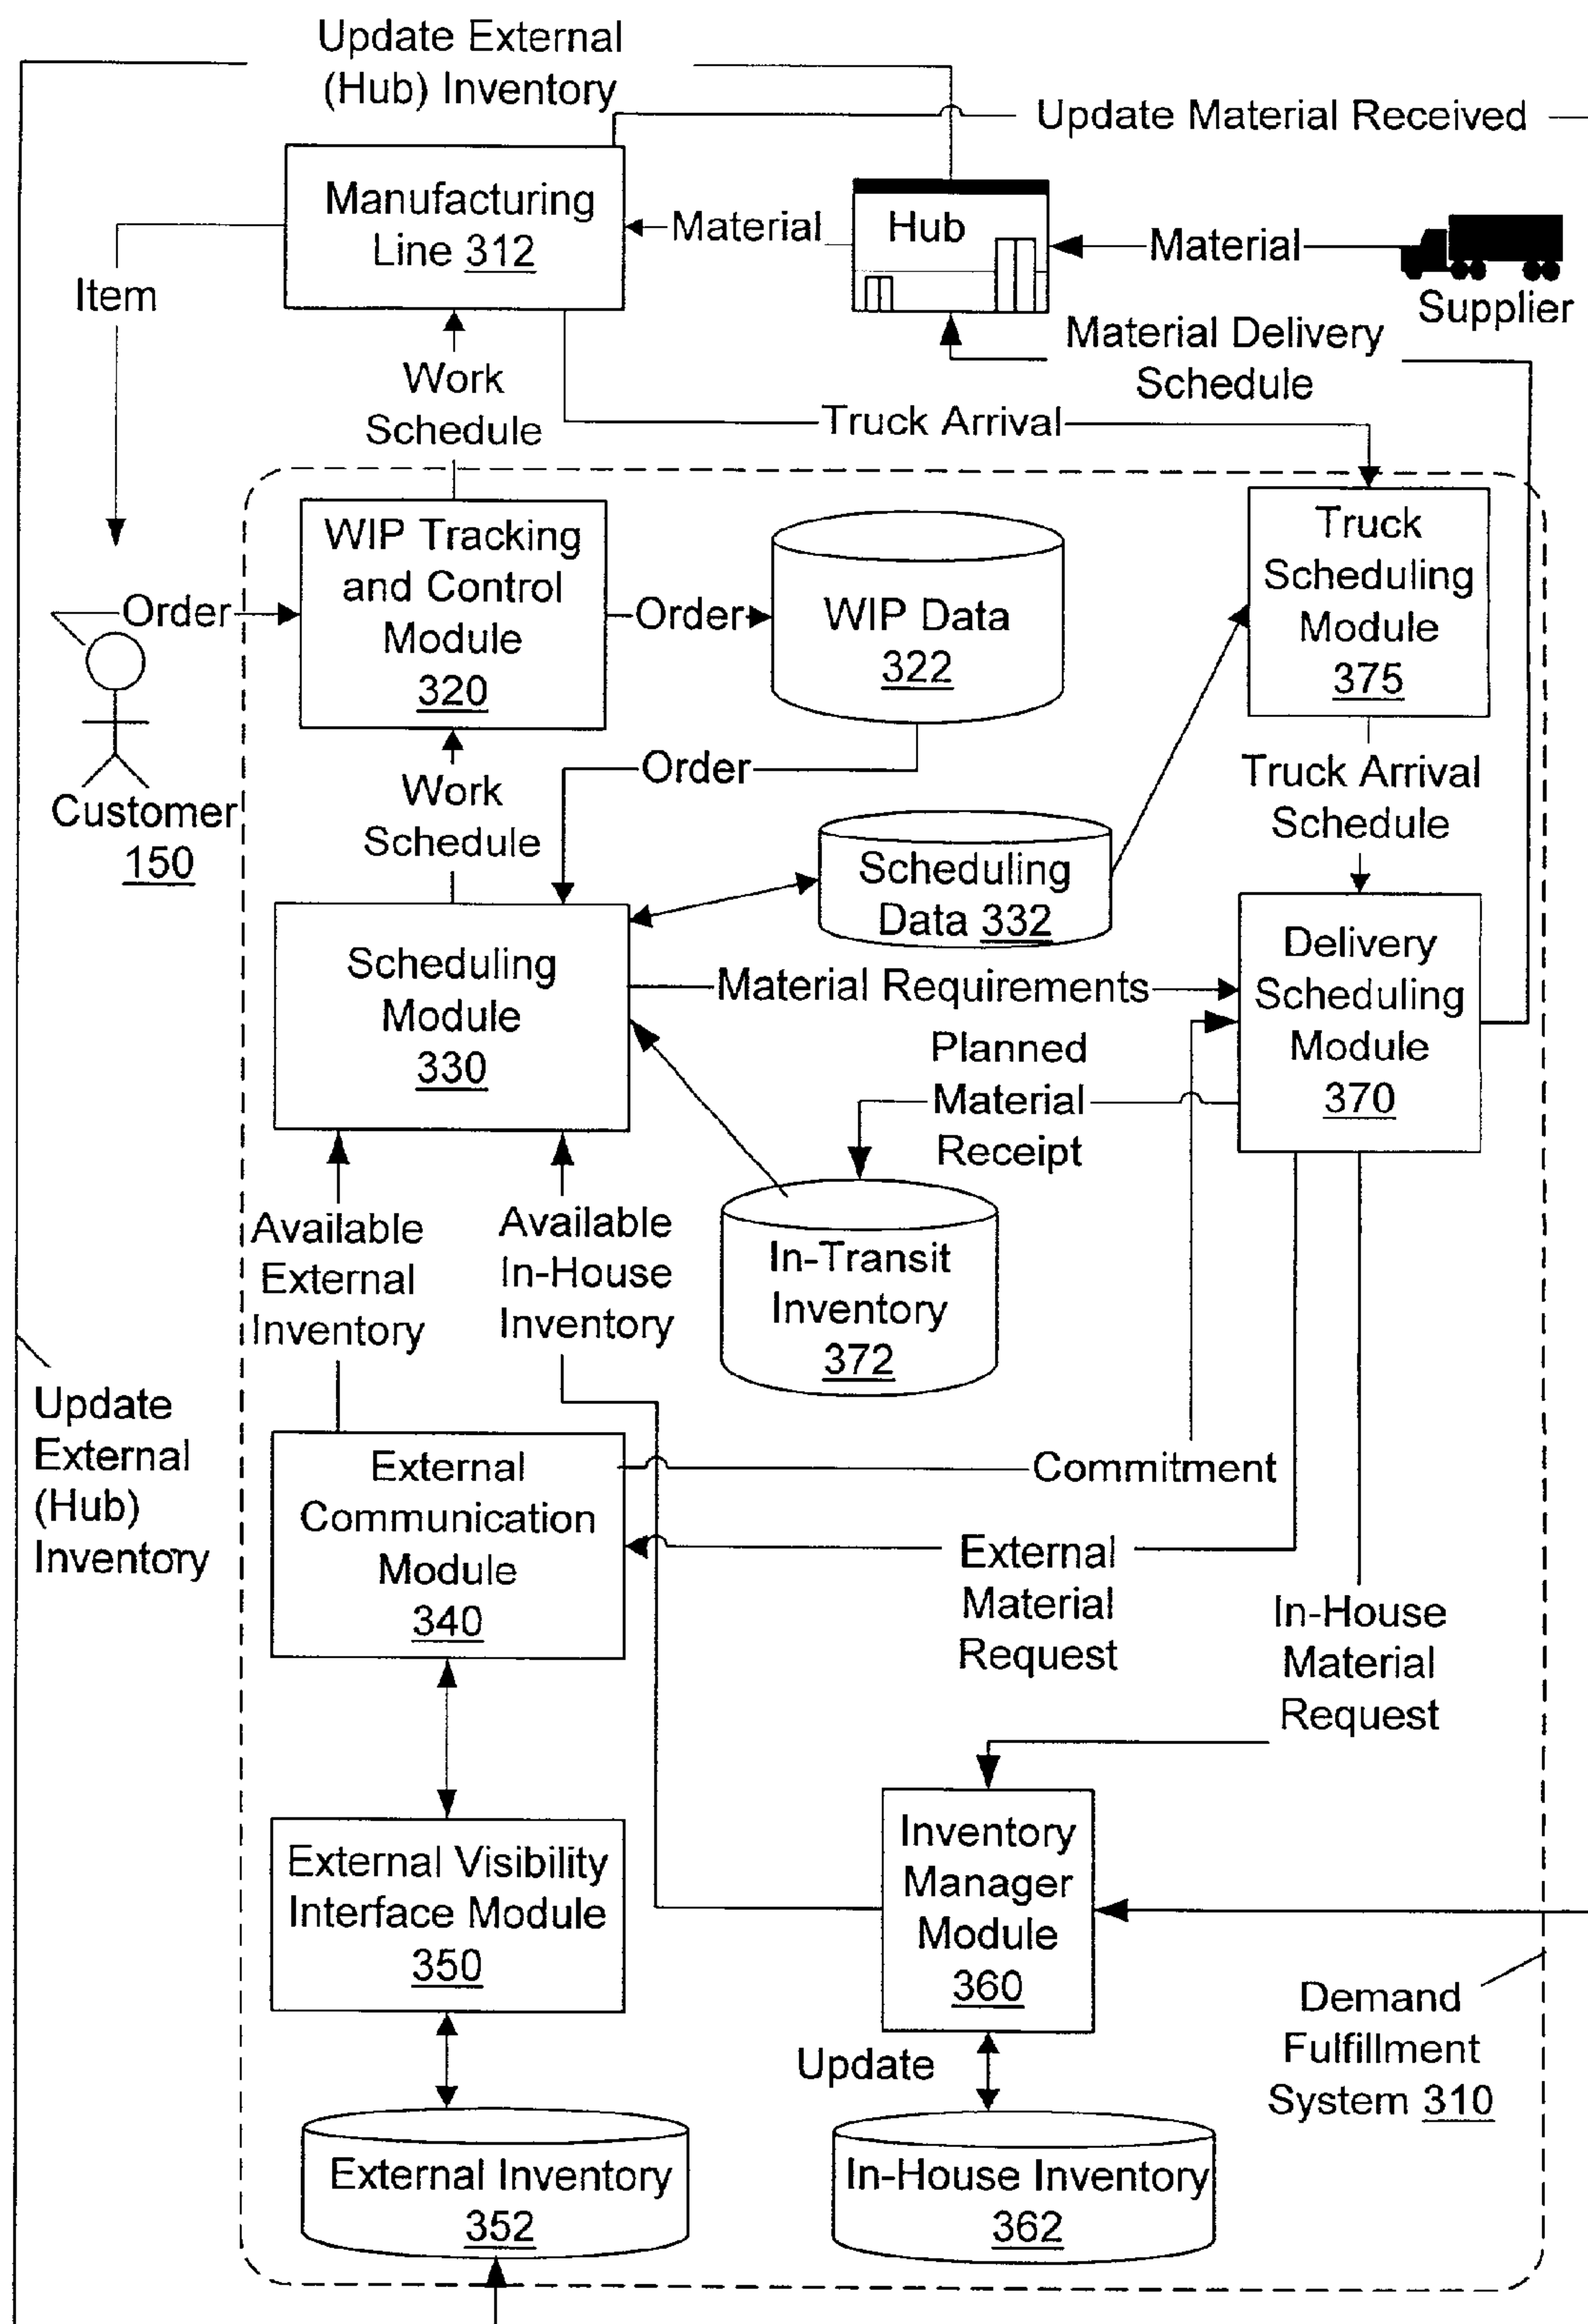 Update External
(Hub) Inventory
Update Material Received
Manufacturing
Line 312
Material
Hub
Material
Supplier
Item
Material Delivery
Schedule
Work
Schedule
Truck Arrival
WIP Tracking
and Control
Module
320
Order
Order
WIP Data
322
Truck
Scheduling
Module
375
Customer
150
Work
Schedule
Order
Truck Arrival
Schedule
Scheduling
Data 332
Scheduling
Module
330
Material Requirements
Delivery
Scheduling
Module
370
Planned
Material
Receipt
Available
External
Inventory
Available
In-House
Inventory
In-Transit
Inventory
372
Update
External
(Hub)
Inventory
External
Communication
Module
340
Commitment
External
Material
Request
In-House
Material
Request
External Visibility
Interface Module
350
Inventory
Manager
Module
360
Update
Demand
Fulfillment
System 310
External Inventory
352
In-House Inventory
362